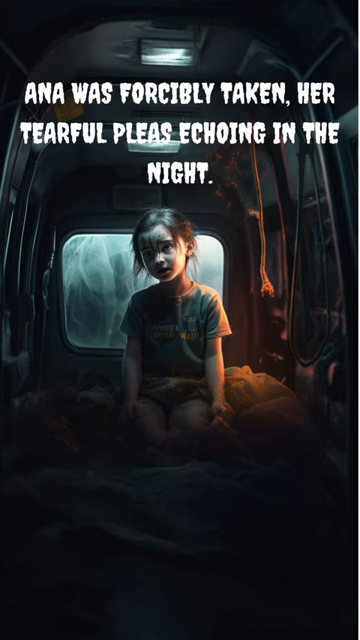 ANA WAS FORCIBLY TAKEN, HER
TEARFUL PLEAS ECHOING IN THE
NIGHT.